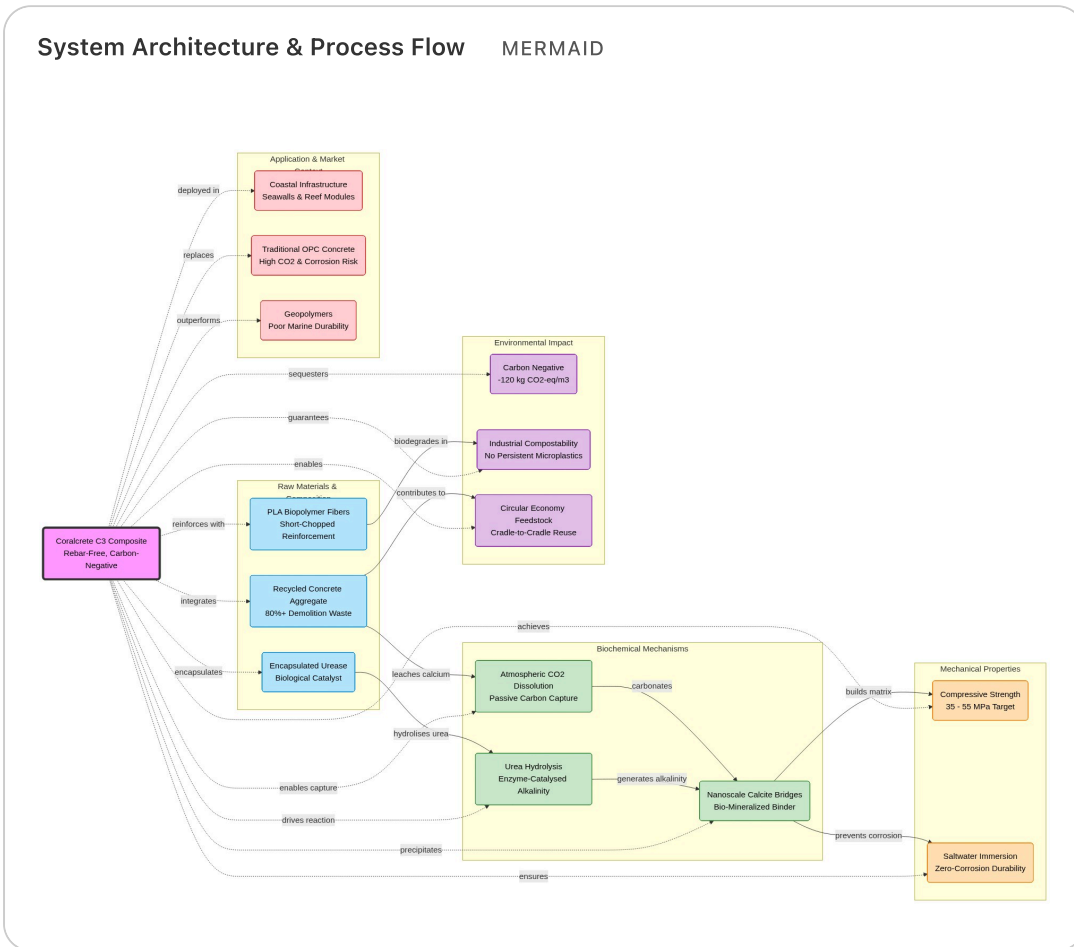 System Architecture & Process Flow MERMAID
Application & Market
deployed in
Coastal Infrastructure
Seawalls & Reef Modules
replaces
Traditional OPC Concrete
High CO2 & Corrosion Risk
outperforms
Geopolymers
Poor Marine Durability
Environmental Impact
sequesters
Carbon Negative
-120 kg CO2-eq/m3
guarantees
biodegrades in
Industrial Compostability
No Persistent Microplastics
enables
contributes to
Circular Economy
Feedstock
Cradle-to-Cradle Reuse
Raw Materials &
reinforces with
PLA Biopolymer Fibers
Short-Chopped
Reinforcement
Coralcrete C3 Composite
Rebar-Free, Carbon-
Negative
integrates
Recycled Concrete
Aggregate
80%+ Demolition Waste
encapsulates
Encapsulated Urease
Biological Catalyst
achieves
Biochemical Mechanisms
leaches calcium
Atmospheric CO2
Dissolution
Passive Carbon Capture
carbonates
builds matrix
Mechanical Properties
Compressive Strength
35 - 55 MPa Target
hydrolises urea
Urea Hydrolysis
Enzyme-Catalysed
Alkalinity
generates alkalinity
Nanoscale Calcite Bridges
Bio-Mineralized Binder
enables capture
drives reaction
precipitates
prevents corrosion
Saltwater Immersion
Zero-Corrosion Durability
ensures